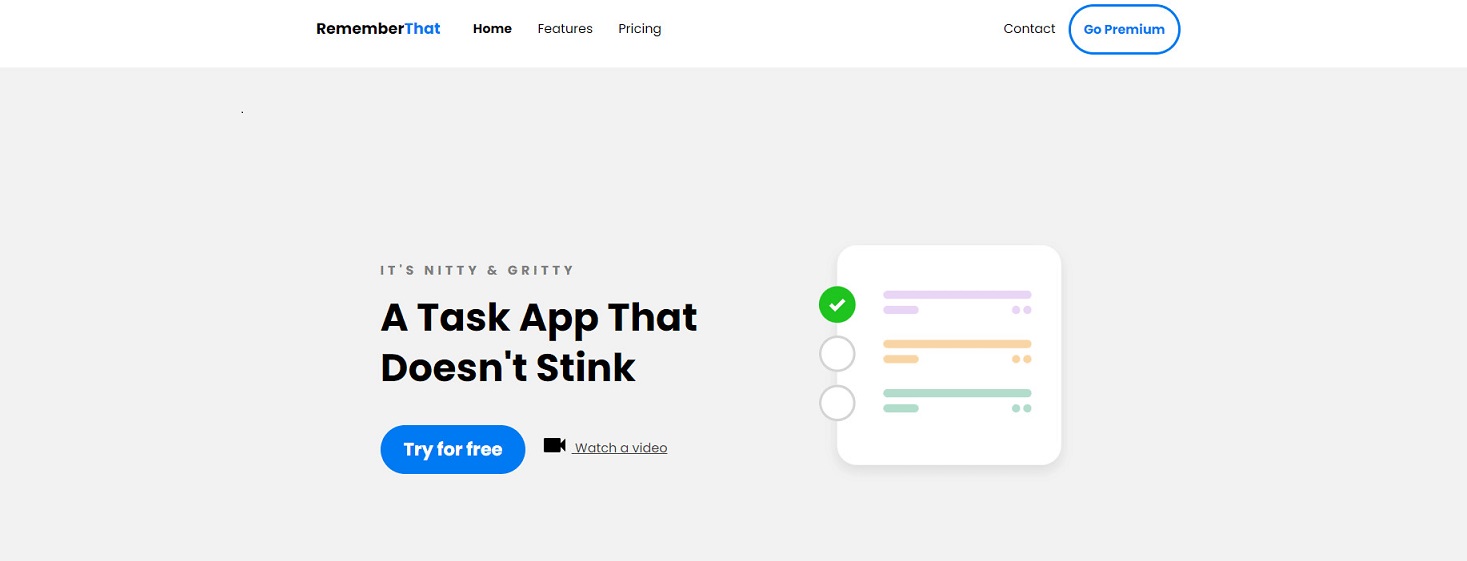 RememberThat Home Features Pricing Contact Go Premium
.
IT'S NITTY & GRITTY
A Task App That
Doesn't Stink
Try for free Watch a video